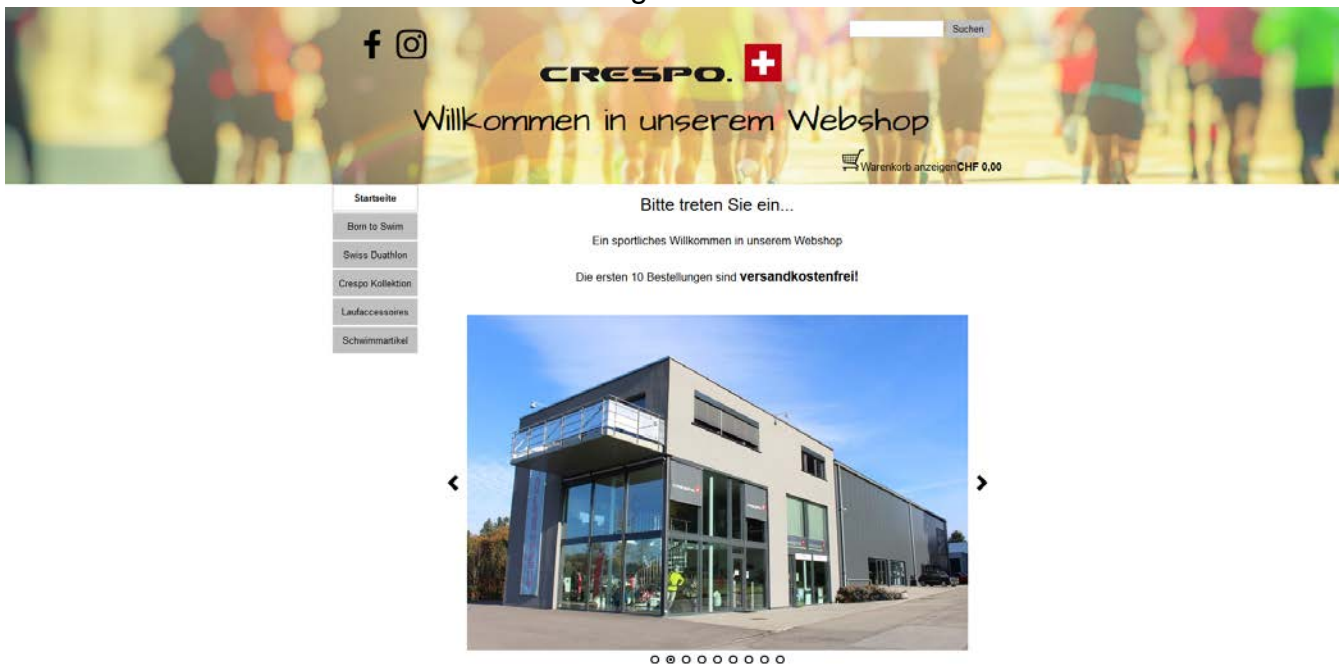 Suchen
CRESPO.
Willkommen in unserem Webshop
Warenkorb anzeigen CHF 0,00
Startseite
Born to Swim
Swiss Duathlon
Crespo Kollektion
Laufaccessoires
Schwimmartikel
Bitte treten Sie ein...
Ein sportliches Willkommen in unserem Webshop
Die ersten 10 Bestellungen sind versandkostenfrei!